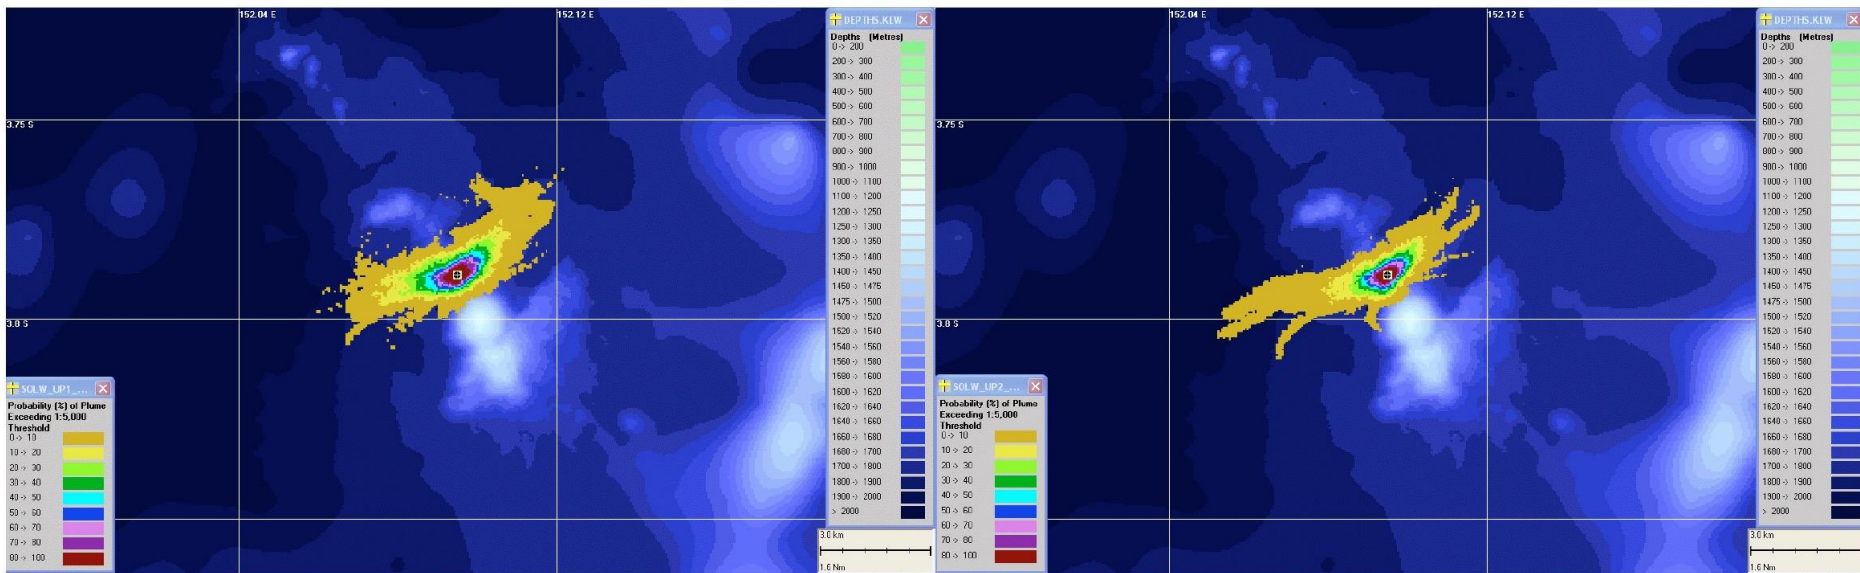 152.04 E
152.12 E
3.75 S
3.8 S
DEPTHS.KEW
Depths (Metres)
0 -> 200
200 -> 300
300 -> 400
400 -> 500
500 -> 600
600 -> 700
700 -> 800
800 -> 900
900 -> 1000
1000 -> 1100
1100 -> 1200
1200 -> 1250
1250 -> 1300
1300 -> 1350
1350 -> 1400
1400 -> 1450
1450 -> 1475
1475 -> 1500
1500 -> 1520
1520 -> 1540
1540 -> 1560
1560 -> 1580
1580 -> 1600
1600 -> 1620
1620 -> 1640
1640 -> 1660
1660 -> 1680
1680 -> 1700
1700 -> 1800
1800 -> 1900
1900 -> 2000
> 2000
SOLW_UP1_...
Probability (%) of Plume
Exceeding 1:5,000
Threshold
0 -> 10
10 -> 20
20 -> 30
30 -> 40
40 -> 50
50 -> 60
60 -> 70
70 -> 80
80 -> 100
3.0 km
1.6 Nm
152.04 E
152.12 E
3.75 S
3.8 S
DEPTHS.KEW
Depths (Metres)
0 -> 200
200 -> 300
300 -> 400
400 -> 500
500 -> 600
600 -> 700
700 -> 800
800 -> 900
900 -> 1000
1000 -> 1100
1100 -> 1200
1200 -> 1250
1250 -> 1300
1300 -> 1350
1350 -> 1400
1400 -> 1450
1450 -> 1475
1475 -> 1500
1500 -> 1520
1520 -> 1540
1540 -> 1560
1560 -> 1580
1580 -> 1600
1600 -> 1620
1620 -> 1640
1640 -> 1660
1660 -> 1680
1680 -> 1700
1700 -> 1800
1800 -> 1900
1900 -> 2000
> 2000
SOLW_UP2_...
Probability (%) of Plume
Exceeding 1:5,000
Threshold
0 -> 10
10 -> 20
20 -> 30
30 -> 40
40 -> 50
50 -> 60
60 -> 70
70 -> 80
80 -> 100
3.0 km
1.6 Nm